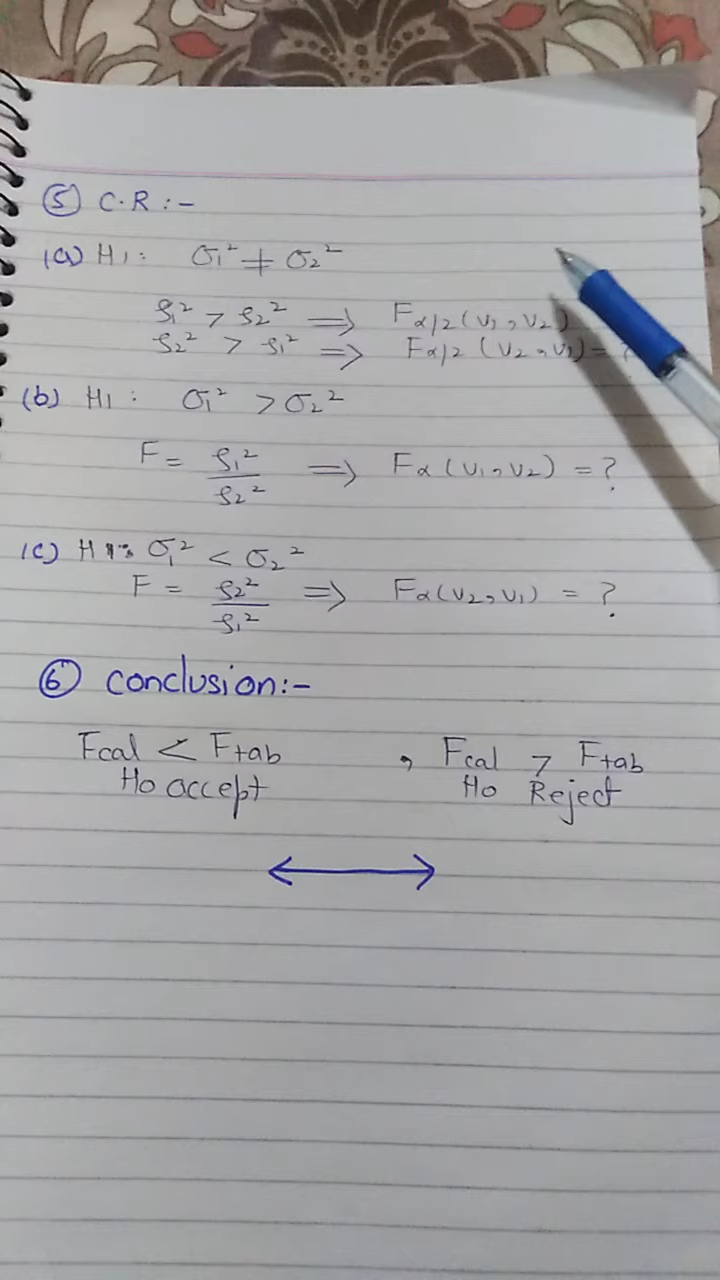 ⑤ C.R :-
(a) H₁ : σ₁² ≠ σ₂²
S₁² > S₂² ⟹ Fα/2 (v₁, v₂)
S₂² > S₁² ⟹ Fα/2 (v₂, v₁) = ?
(b) H₁ : σ₁² > σ₂²
F = S₁²/S₂² ⟹ Fα (v₁, v₂) = ?
(c) H₁: σ₁² < σ₂²
F = S₂²/S₁² ⟹ Fα(v₂, v₁) = ?
⑥ Conclusion:-
Fcal < Ftab , Fcal > Ftab
Ho accept Ho Reject